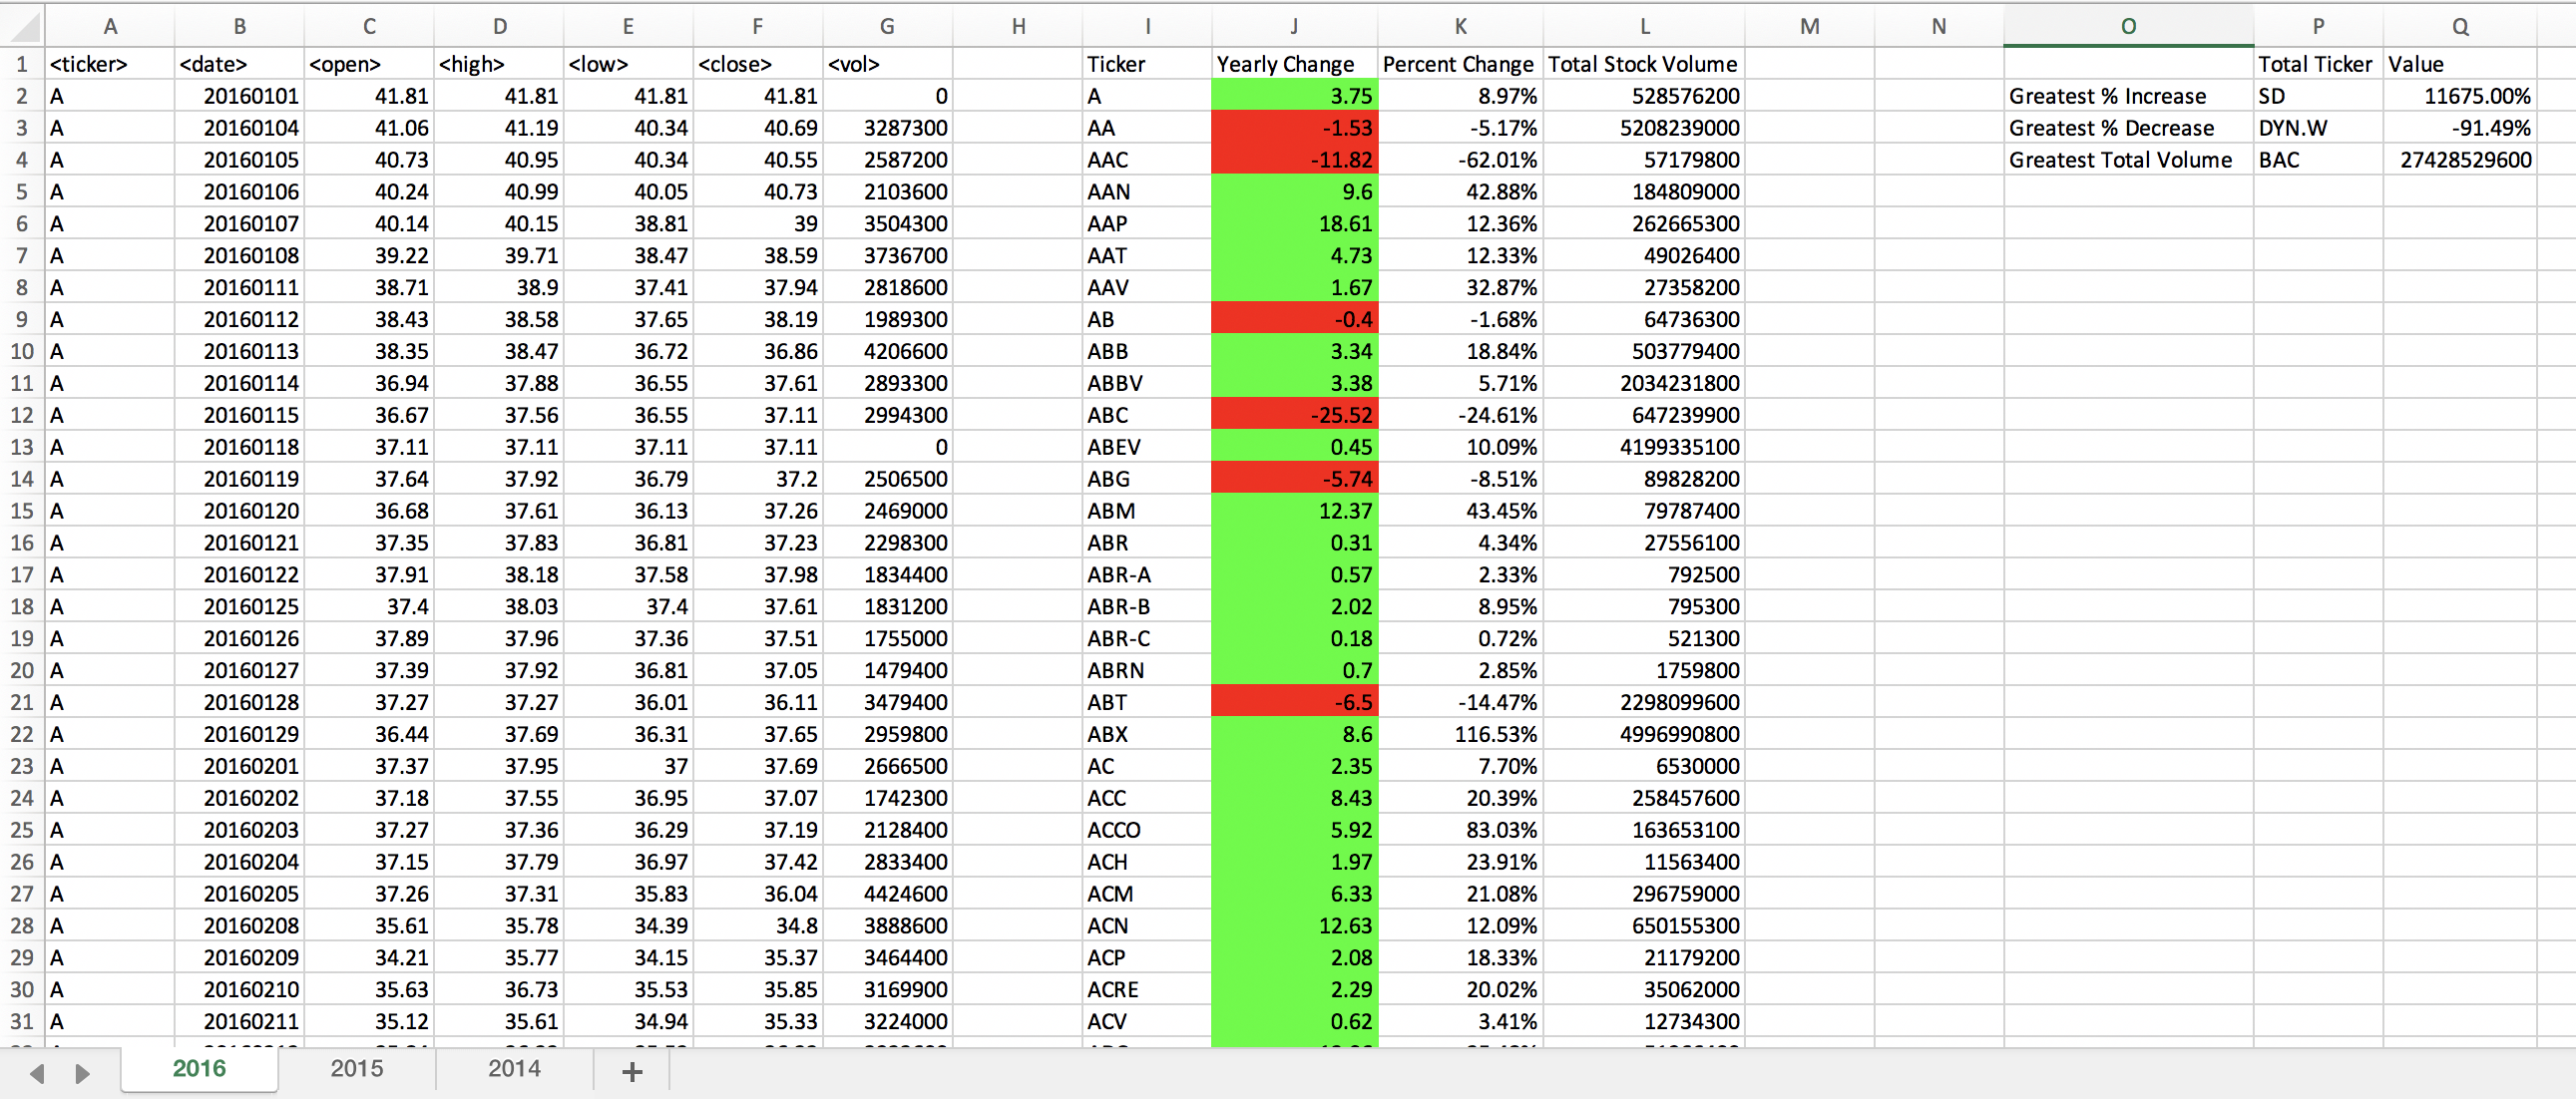 A B C D E F G H I J K L M N O P Q
1 <ticker> <date> <open> <high> <low> <close> <vol> Ticker Yearly Change Percent Change Total Stock Volume Total Ticker Value
2 A 20160101 41.81 41.81 41.81 41.81 0 A 3.75 8.97% 528576200 Greatest % Increase SD 11675.00%
3 A 20160104 41.06 41.19 40.34 40.69 3287300 AA -1.53 -5.17% 5208239000 Greatest % Decrease DYN.W -91.49%
4 A 20160105 40.73 40.95 40.34 40.55 2587200 AAC -11.82 -62.01% 57179800 Greatest Total Volume BAC 27428529600
5 A 20160106 40.24 40.99 40.05 40.73 2103600 AAN 9.6 42.88% 184809000
6 A 20160107 40.14 40.15 38.81 39 3504300 AAP 18.61 12.36% 262665300
7 A 20160108 39.22 39.71 38.47 38.59 3736700 AAT 4.73 12.33% 49026400
8 A 20160111 38.71 38.9 37.41 37.94 2818600 AAV 1.67 32.87% 27358200
9 A 20160112 38.43 38.58 37.65 38.19 1989300 AB -0.4 -1.68% 64736300
10 A 20160113 38.35 38.47 36.72 36.86 4206600 ABB 3.34 18.84% 503779400
11 A 20160114 36.94 37.88 36.55 37.61 2893300 ABBV 3.38 5.71% 2034231800
12 A 20160115 36.67 37.56 36.55 37.11 2994300 ABC -25.52 -24.61% 647239900
13 A 20160118 37.11 37.11 37.11 37.11 0 ABEV 0.45 10.09% 4199335100
14 A 20160119 37.64 37.92 36.79 37.2 2506500 ABG -5.74 -8.51% 89828200
15 A 20160120 36.68 37.61 36.13 37.26 2469000 ABM 12.37 43.45% 79787400
16 A 20160121 37.35 37.83 36.81 37.23 2298300 ABR 0.31 4.34% 27556100
17 A 20160122 37.91 38.18 37.58 37.98 1834400 ABR-A 0.57 2.33% 792500
18 A 20160125 37.4 38.03 37.4 37.61 1831200 ABR-B 2.02 8.95% 795300
19 A 20160126 37.89 37.96 37.36 37.51 1755000 ABR-C 0.18 0.72% 521300
20 A 20160127 37.39 37.92 36.81 37.05 1479400 ABRN 0.7 2.85% 1759800
21 A 20160128 37.27 37.27 36.01 36.11 3479400 ABT -6.5 -14.47% 2298099600
22 A 20160129 36.44 37.69 36.31 37.65 2959800 ABX 8.6 116.53% 4996990800
23 A 20160201 37.37 37.95 37 37.69 2666500 AC 2.35 7.70% 6530000
24 A 20160202 37.18 37.55 36.95 37.07 1742300 ACC 8.43 20.39% 258457600
25 A 20160203 37.27 37.36 36.29 37.19 2128400 ACCO 5.92 83.03% 163653100
26 A 20160204 37.15 37.79 36.97 37.42 2833400 ACH 1.97 23.91% 11563400
27 A 20160205 37.26 37.31 35.83 36.04 4424600 ACM 6.33 21.08% 296759000
28 A 20160208 35.61 35.78 34.39 34.8 3888600 ACN 12.63 12.09% 650155300
29 A 20160209 34.21 35.77 34.15 35.37 3464400 ACP 2.08 18.33% 21179200
30 A 20160210 35.63 36.73 35.53 35.85 3169900 ACRE 2.29 20.02% 35062000
31 A 20160211 35.12 35.61 34.94 35.33 3224000 ACV 0.62 3.41% 12734300
2016 2015 2014 +